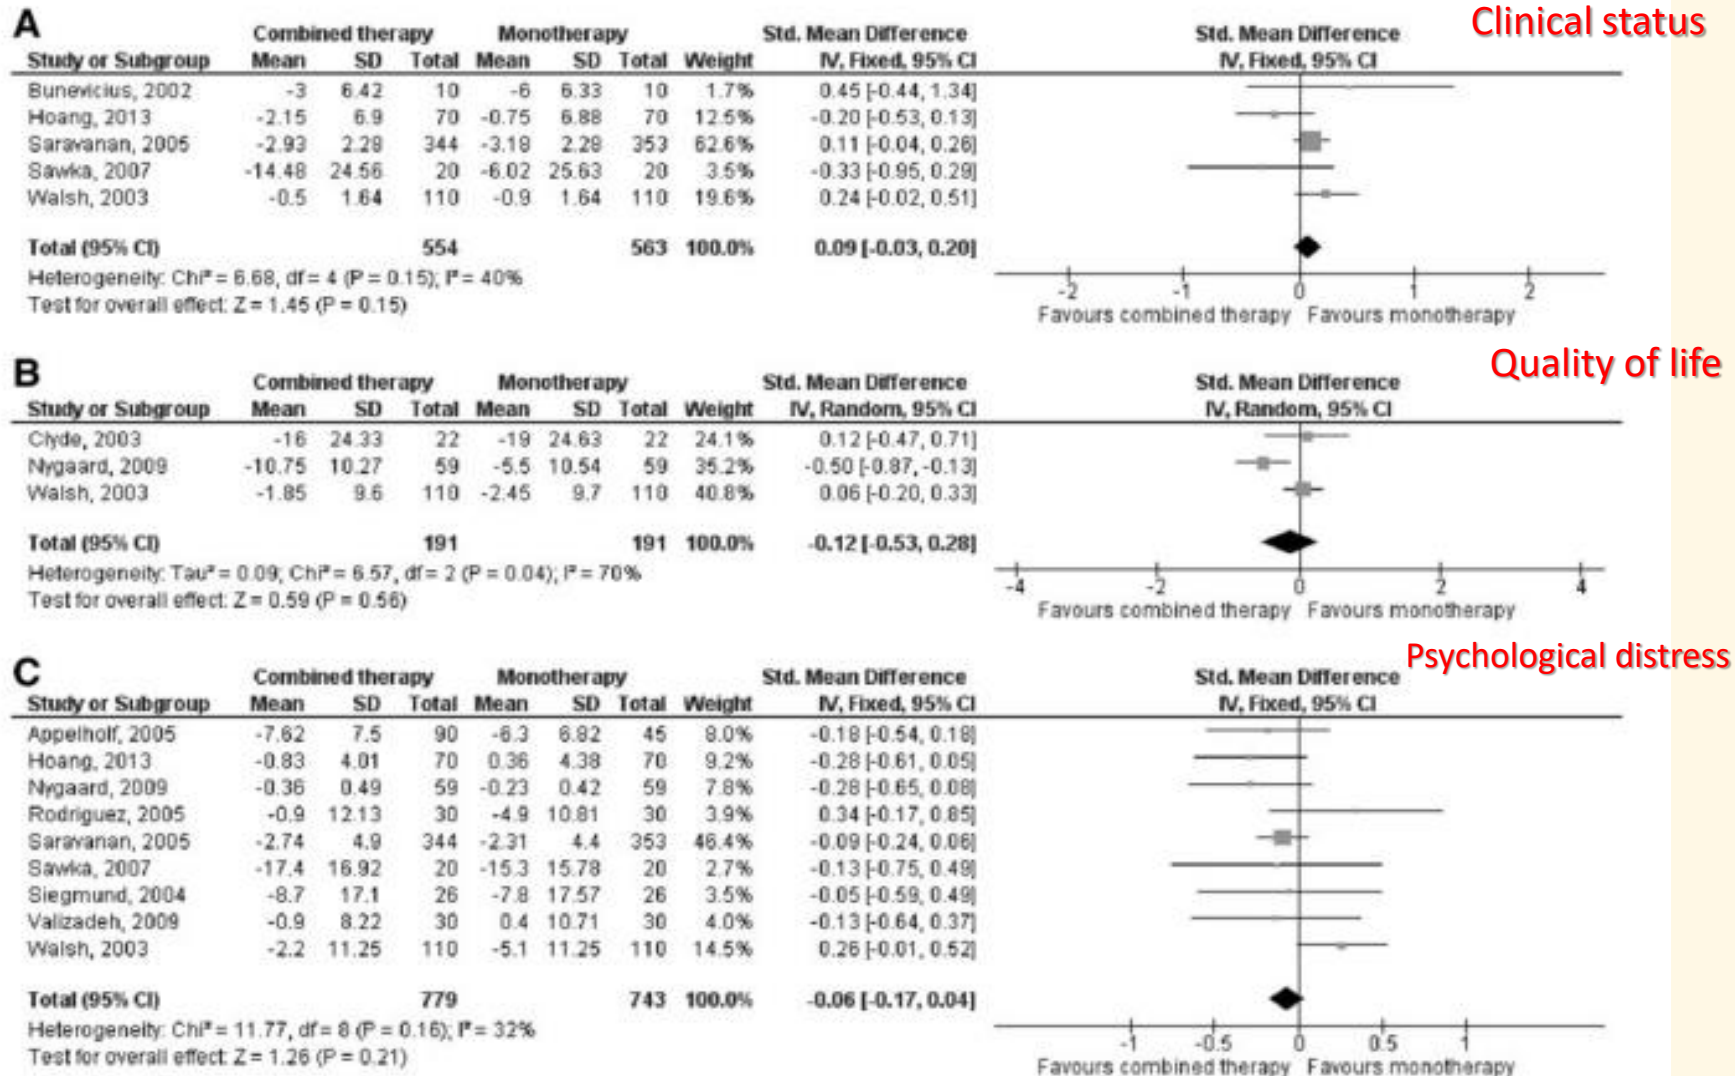 A Clinical status
Combined therapy Monotherapy Std. Mean Difference Std. Mean Difference
Study or Subgroup Mean SD Total Mean SD Total Weight IV, Fixed, 95% CI IV, Fixed, 95% CI
Bunevicius, 2002 -3 6.42 10 -6 6.33 10 1.7% 0.45 [-0.44, 1.34]
Hoang, 2013 -2.15 6.9 70 -0.75 6.88 70 12.5% -0.20 [-0.53, 0.13]
Saravanan, 2005 -2.93 2.28 344 -3.18 2.28 353 62.6% 0.11 [-0.04, 0.26]
Sawka, 2007 -14.48 24.56 20 -6.02 25.63 20 3.5% -0.33 [-0.95, 0.29]
Walsh, 2003 -0.5 1.64 110 -0.9 1.64 110 19.6% 0.24 [-0.02, 0.51]
Total (95% CI) 554 563 100.0% 0.09 [-0.03, 0.20]
Heterogeneity: Chi² = 6.68, df = 4 (P = 0.15); I² = 40%
Test for overall effect: Z = 1.45 (P = 0.15)
-2 -1 0 1 2
Favours combined therapy Favours monotherapy
B Quality of life
Combined therapy Monotherapy Std. Mean Difference Std. Mean Difference
Study or Subgroup Mean SD Total Mean SD Total Weight IV, Random, 95% CI IV, Random, 95% CI
Clyde, 2003 -16 24.33 22 -19 24.63 22 24.1% 0.12 [-0.47, 0.71]
Nygaard, 2009 -10.75 10.27 59 -5.5 10.54 59 35.2% -0.50 [-0.87, -0.13]
Walsh, 2003 -1.85 9.6 110 -2.45 9.7 110 40.8% 0.06 [-0.20, 0.33]
Total (95% CI) 191 191 100.0% -0.12 [-0.53, 0.28]
Heterogeneity: Tau² = 0.09; Chi² = 6.57, df = 2 (P = 0.04); I² = 70%
Test for overall effect: Z = 0.59 (P = 0.56)
-4 -2 0 2 4
Favours combined therapy Favours monotherapy
C Psychological distress
Combined therapy Monotherapy Std. Mean Difference Std. Mean Difference
Study or Subgroup Mean SD Total Mean SD Total Weight IV, Fixed, 95% CI IV, Fixed, 95% CI
Appelholf, 2005 -7.62 7.5 90 -6.3 6.82 45 8.0% -0.18 [-0.54, 0.18]
Hoang, 2013 -0.83 4.01 70 0.36 4.38 70 9.2% -0.28 [-0.61, 0.05]
Nygaard, 2009 -0.36 0.49 59 -0.23 0.42 59 7.8% -0.28 [-0.65, 0.08]
Rodriguez, 2005 -0.9 12.13 30 -4.9 10.81 30 3.9% 0.34 [-0.17, 0.85]
Saravanan, 2005 -2.74 4.9 344 -2.31 4.4 353 46.4% -0.09 [-0.24, 0.06]
Sawka, 2007 -17.4 16.92 20 -15.3 15.78 20 2.7% -0.13 [-0.75, 0.49]
Siegmund, 2004 -8.7 17.1 26 -7.8 17.57 26 3.5% -0.05 [-0.59, 0.49]
Valizadeh, 2009 -0.9 8.22 30 0.4 10.71 30 4.0% -0.13 [-0.64, 0.37]
Walsh, 2003 -2.2 11.25 110 -5.1 11.25 110 14.5% 0.26 [-0.01, 0.52]
Total (95% CI) 779 743 100.0% -0.06 [-0.17, 0.04]
Heterogeneity: Chi² = 11.77, df = 8 (P = 0.16); I² = 32%
Test for overall effect: Z = 1.26 (P = 0.21)
-1 -0.5 0 0.5 1
Favours combined therapy Favours monotherapy